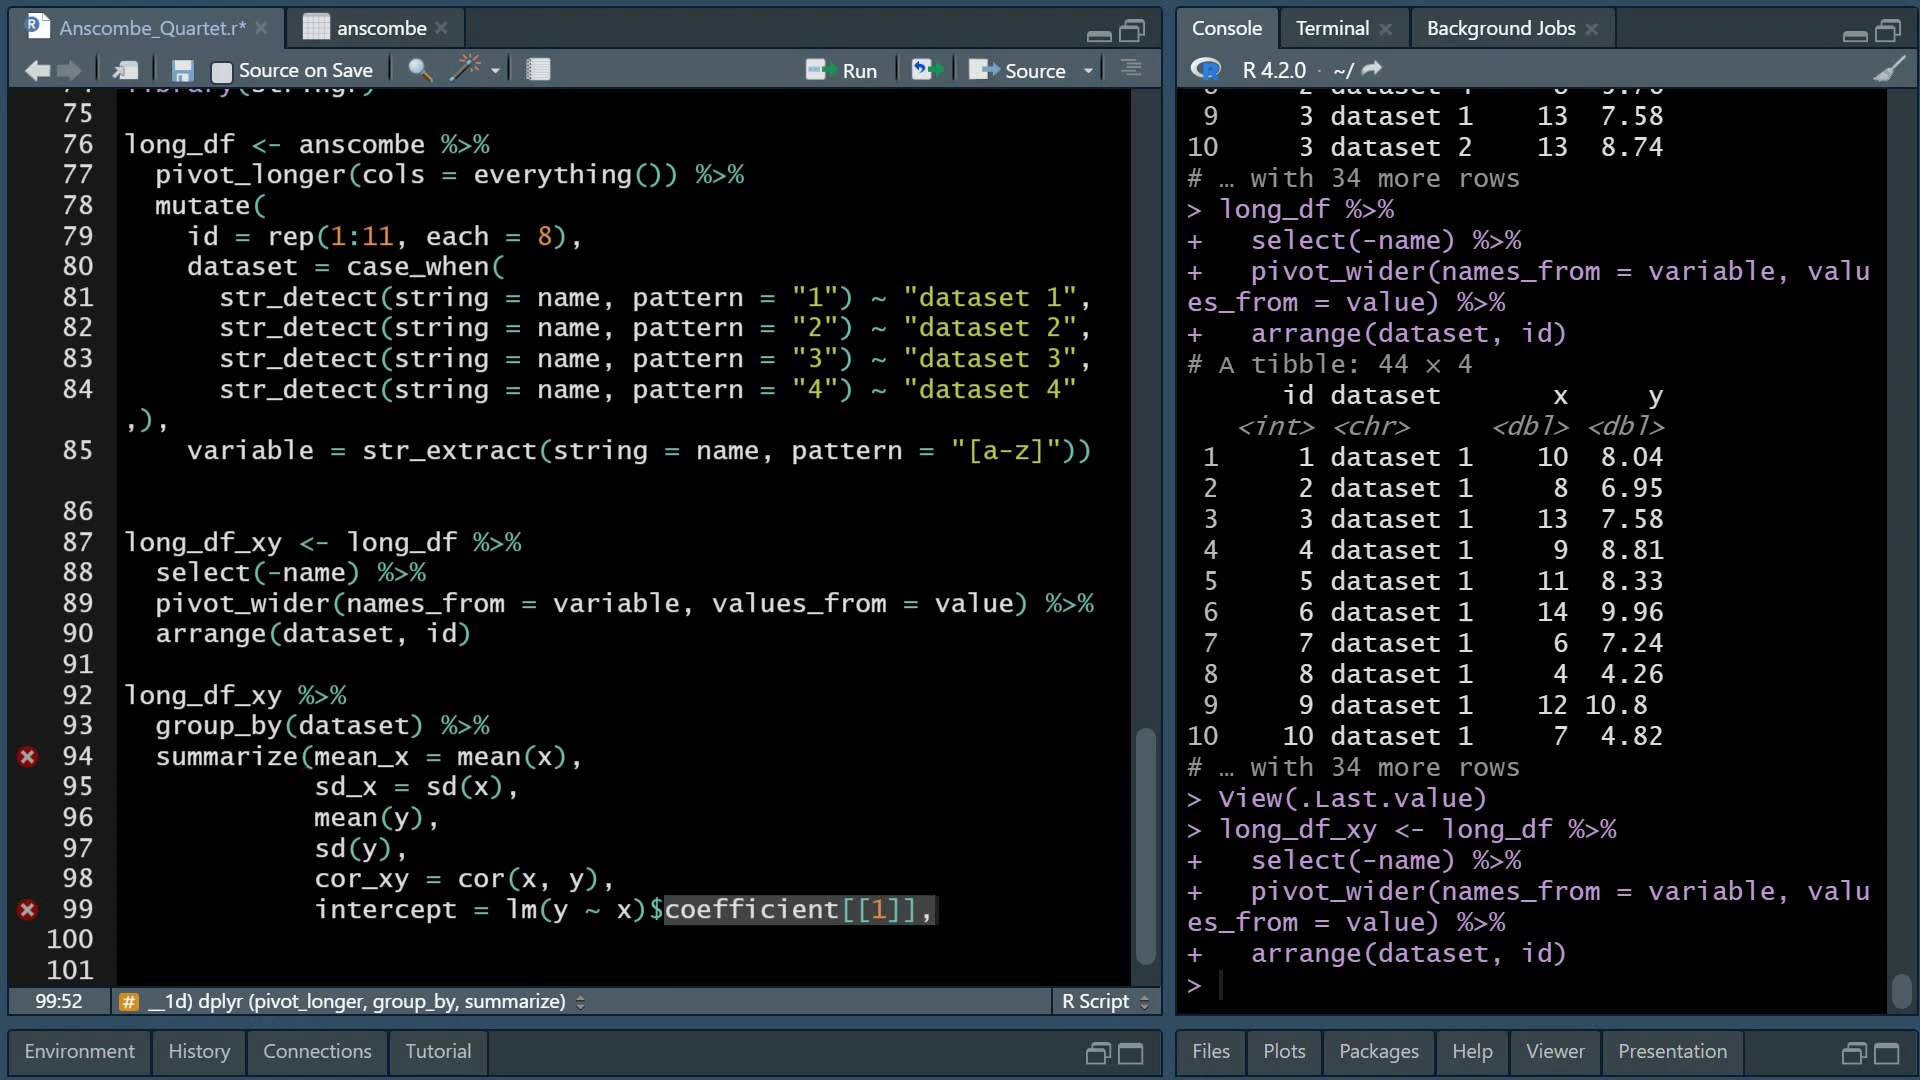 Anscombe_Quartet.r*
anscombe
Source on Save
Run
Source
74 library(stringr)
75
76 long_df <- anscombe %>%
77 pivot_longer(cols = everything()) %>%
78 mutate(
79 id = rep(1:11, each = 8),
80 dataset = case_when(
81 str_detect(string = name, pattern = "1") ~ "dataset 1",
82 str_detect(string = name, pattern = "2") ~ "dataset 2",
83 str_detect(string = name, pattern = "3") ~ "dataset 3",
84 str_detect(string = name, pattern = "4") ~ "dataset 4"
,),
85 variable = str_extract(string = name, pattern = "[a-z]"))
86
87 long_df_xy <- long_df %>%
88 select(-name) %>%
89 pivot_wider(names_from = variable, values_from = value) %>%
90 arrange(dataset, id)
91
92 long_df_xy %>%
93 group_by(dataset) %>%
94 summarize(mean_x = mean(x),
95 sd_x = sd(x),
96 mean(y),
97 sd(y),
98 cor_xy = cor(x, y),
99 intercept = lm(y ~ x)$coefficient[[1]],
100
101
99:52
# __1d) dplyr (pivot_longer, group_by, summarize)
R Script
Environment
History
Connections
Tutorial
Console
Terminal
Background Jobs
R 4.2.0 · ~/
9 3 dataset 1 13 7.58
10 3 dataset 2 13 8.74
# … with 34 more rows
> long_df %>%
+ select(-name) %>%
+ pivot_wider(names_from = variable, valu
es_from = value) %>%
+ arrange(dataset, id)
# A tibble: 44 × 4
id dataset x y
<int> <chr> <dbl> <dbl>
1 1 dataset 1 10 8.04
2 2 dataset 1 8 6.95
3 3 dataset 1 13 7.58
4 4 dataset 1 9 8.81
5 5 dataset 1 11 8.33
6 6 dataset 1 14 9.96
7 7 dataset 1 6 7.24
8 8 dataset 1 4 4.26
9 9 dataset 1 12 10.8
10 10 dataset 1 7 4.82
# … with 34 more rows
> View(.Last.value)
> long_df_xy <- long_df %>%
+ select(-name) %>%
+ pivot_wider(names_from = variable, valu
es_from = value) %>%
+ arrange(dataset, id)
>
Files
Plots
Packages
Help
Viewer
Presentation